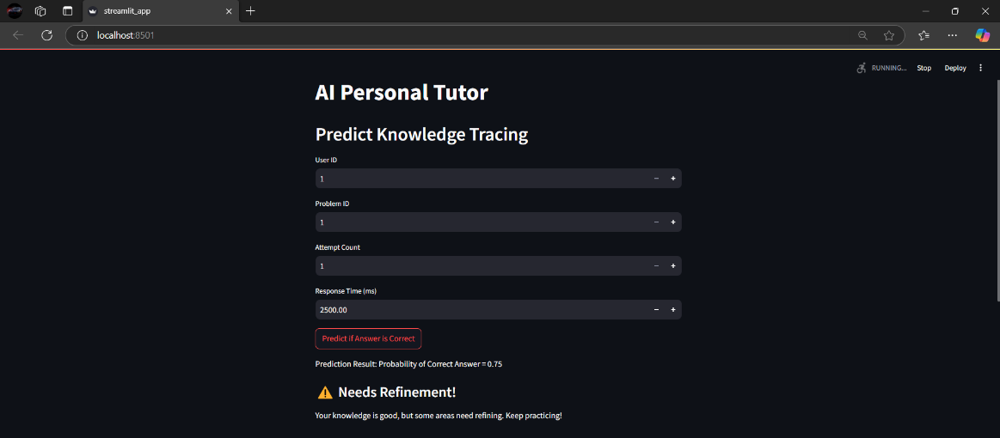 streamlit_app
localhost:8501
RUNNING...
Stop
Deploy
AI Personal Tutor
Predict Knowledge Tracing
User ID
1
Problem ID
1
Attempt Count
1
Response Time (ms)
2500.00
Predict if Answer is Correct
Prediction Result: Probability of Correct Answer = 0.75
Needs Refinement!
Your knowledge is good, but some areas need refining. Keep practicing!